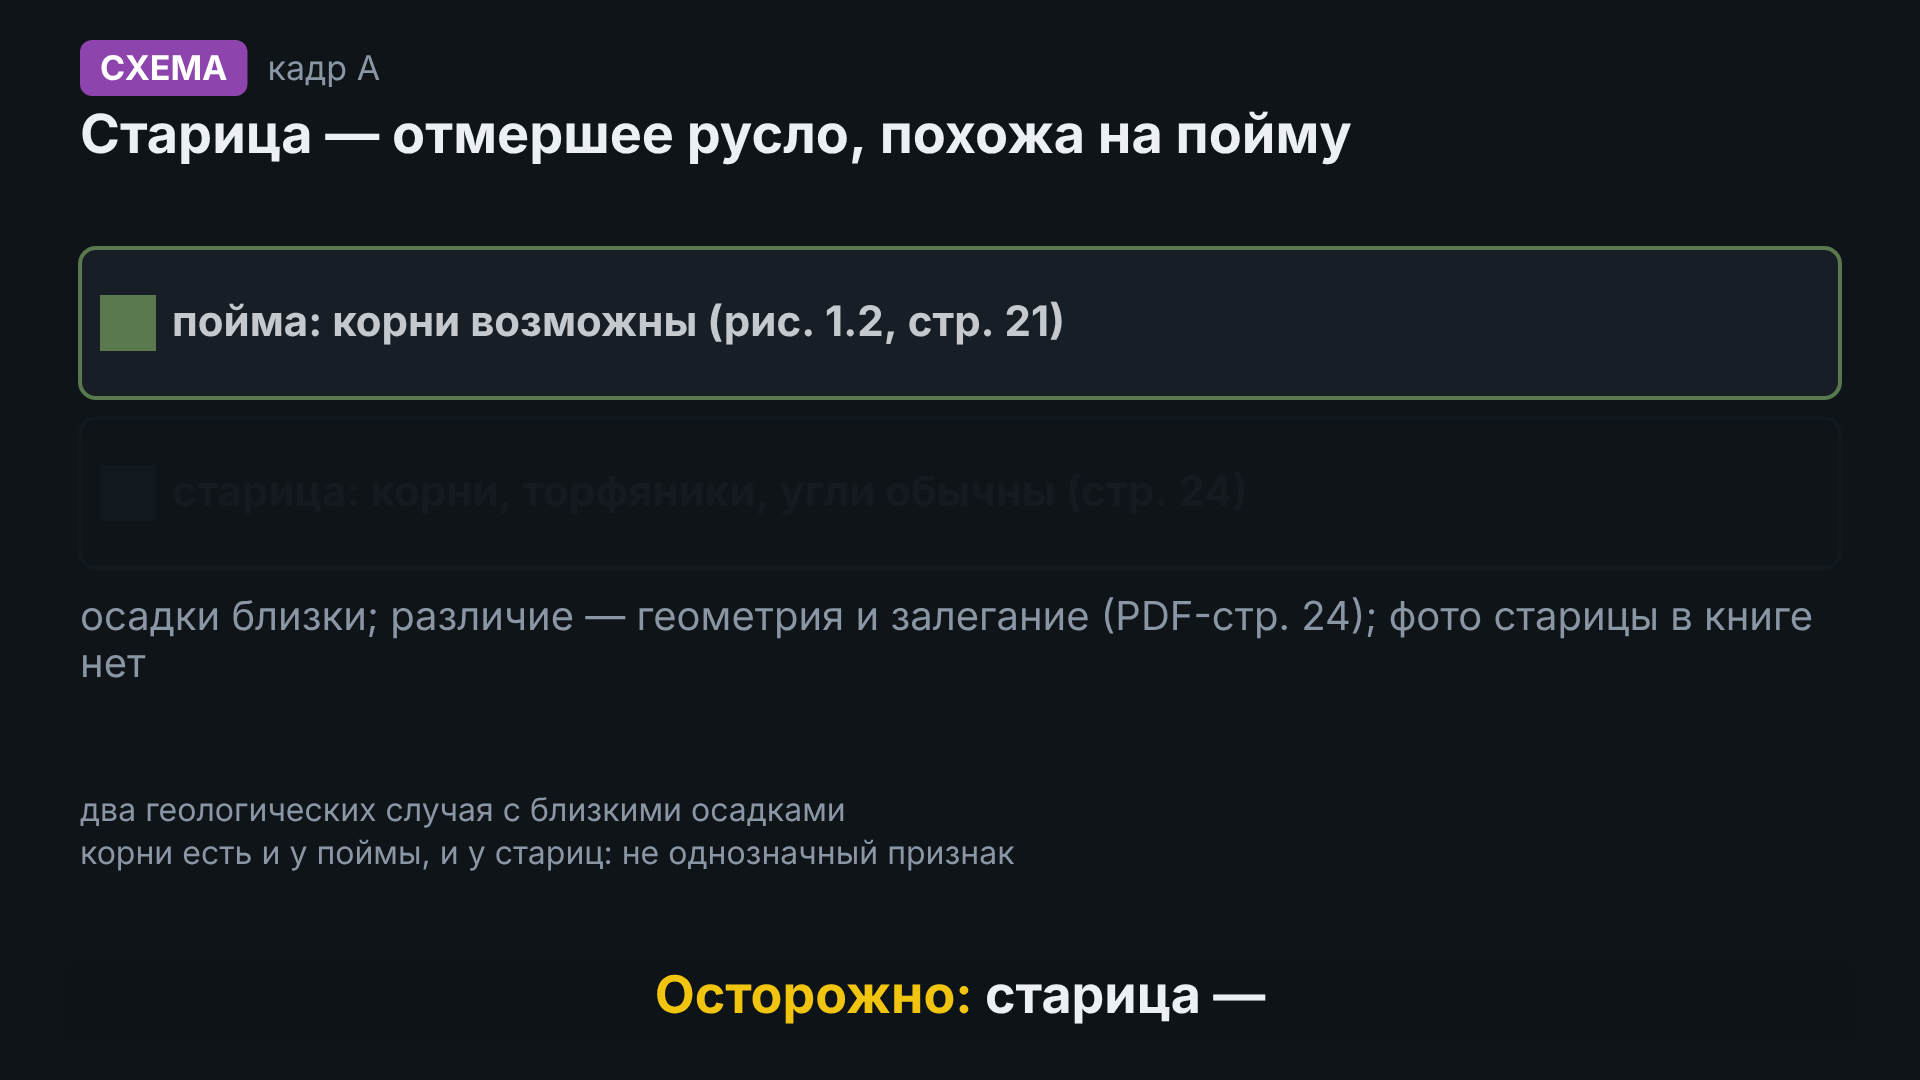 СХЕМА кадр А
Старица — отмершее русло, похожа на пойму
пойма: корни возможны (рис. 1.2, стр. 21)
старица: корни, торфяники, угли обычны (стр. 24)
осадки близки; различие — геометрия и залегание (PDF-стр. 24); фото старицы в книге
нет
два геологических случая с близкими осадками
корни есть и у поймы, и у стариц: не однозначный признак
Осторожно: старица —